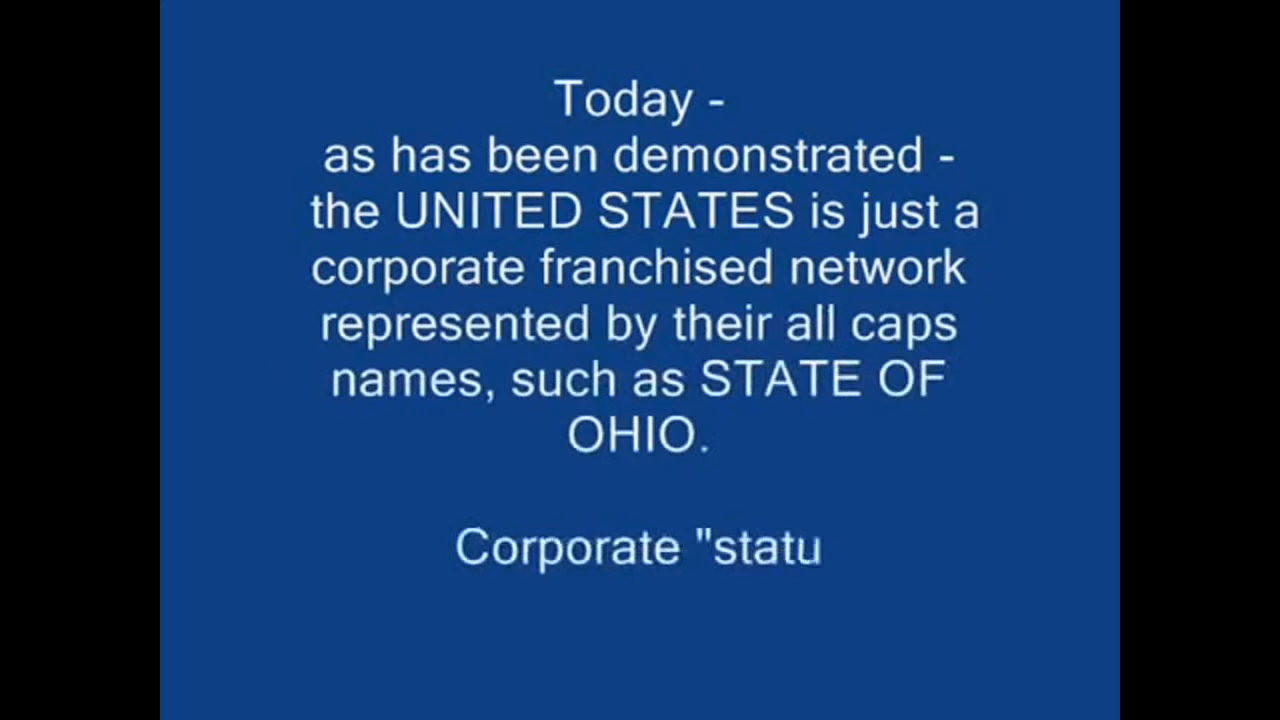 Today -
as has been demonstrated -
the UNITED STATES is just a
corporate franchised network
represented by their all caps
names, such as STATE OF
OHIO.
Corporate "statu